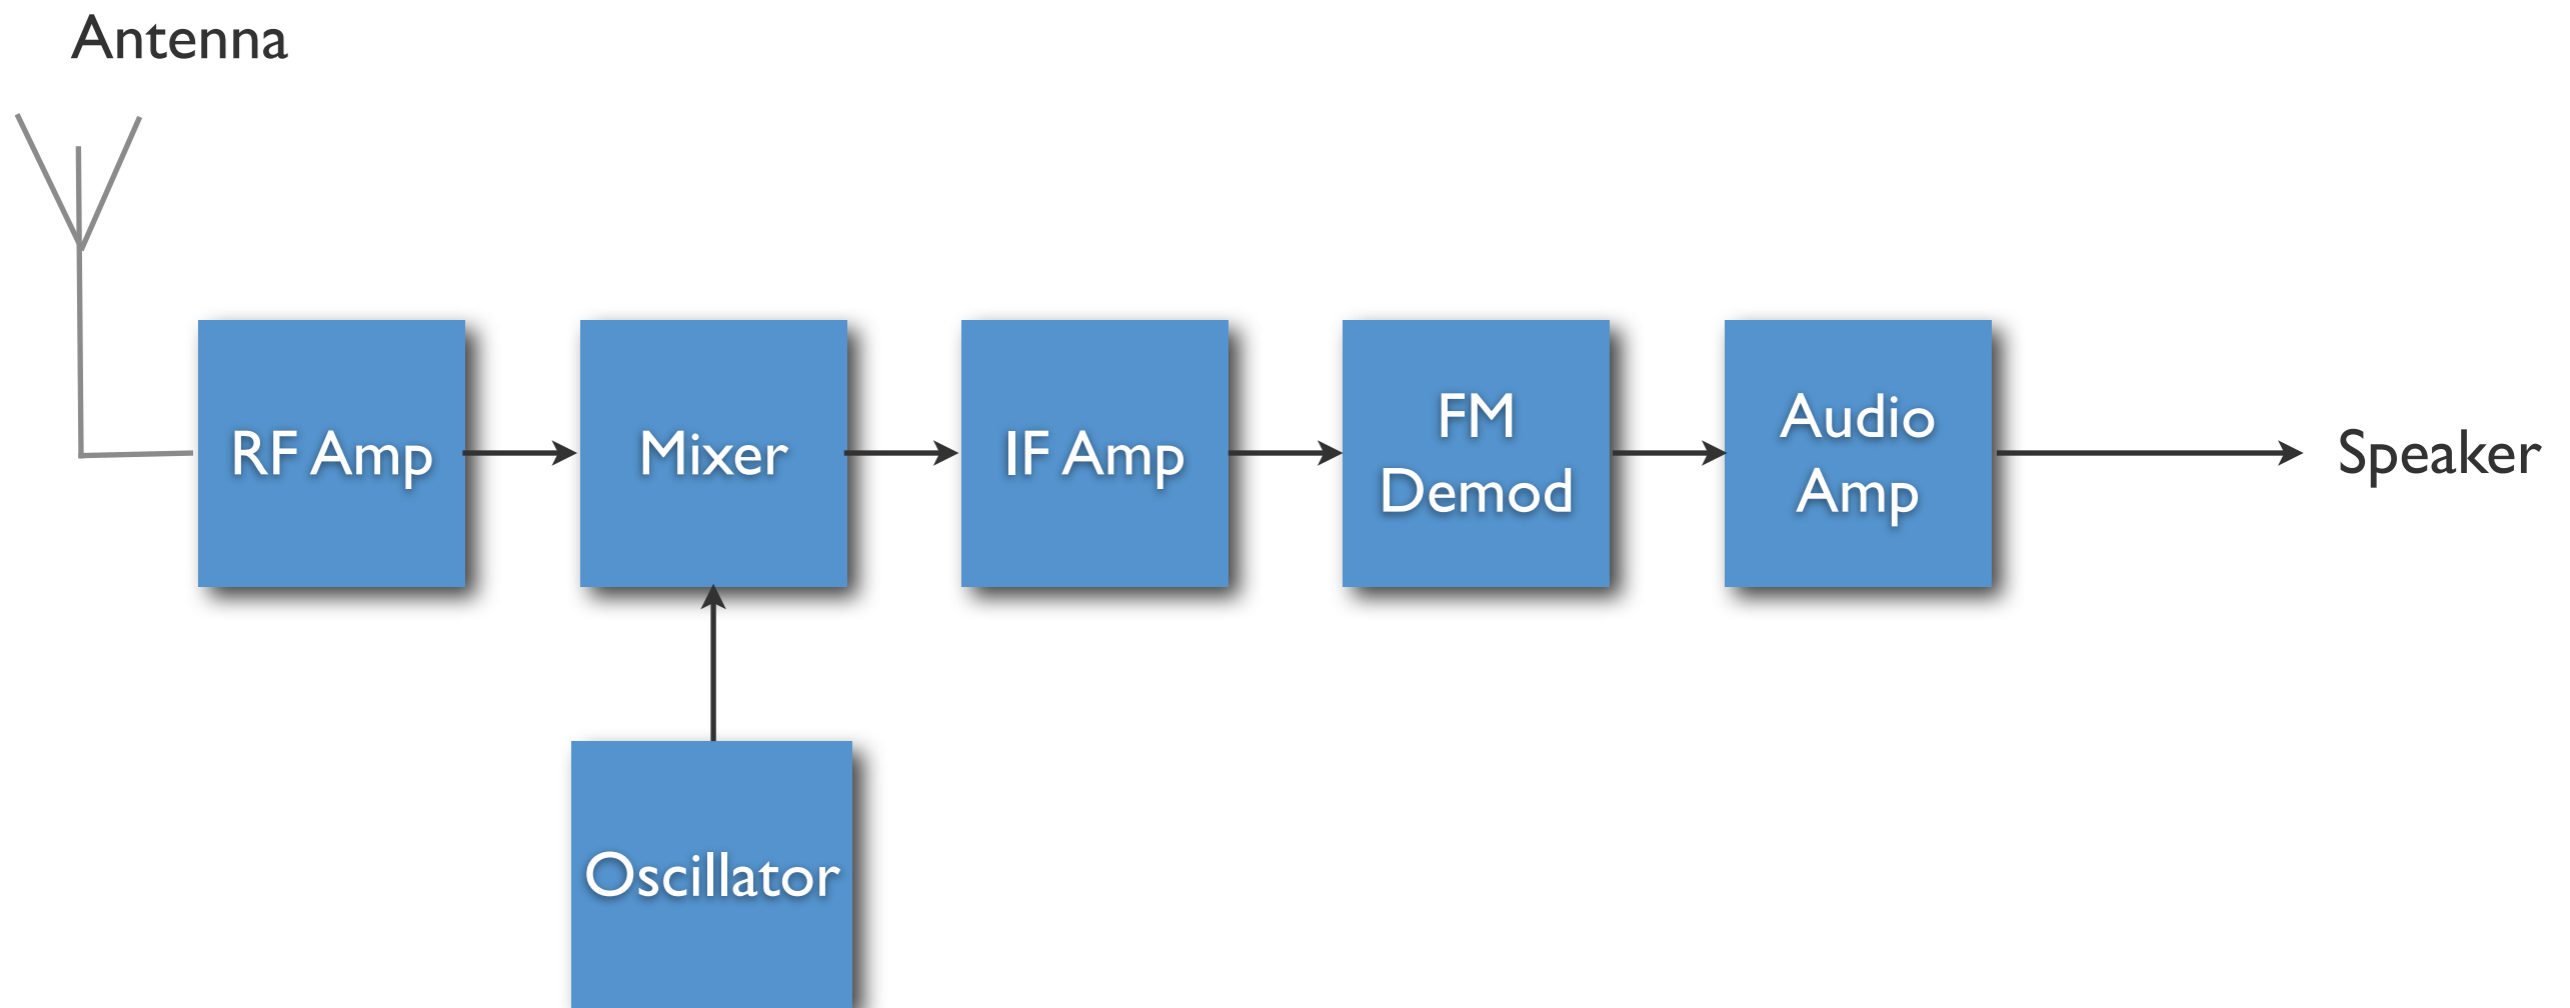 Antenna
RF Amp
Mixer
IF Amp
FM
Demod
Audio
Amp
Speaker
Oscillator